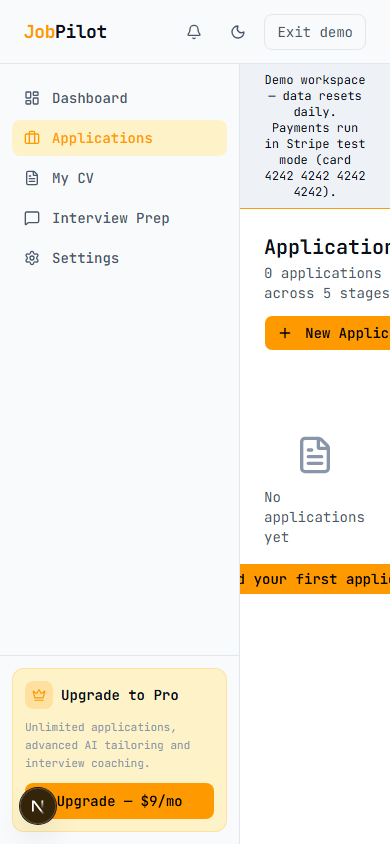 JobPilot
Exit demo
Dashboard
Applications
My CV
Interview Prep
Settings
Demo workspace
— data resets
daily.
Payments run
in Stripe test
mode (card
4242 4242 4242
4242).
Application
0 applications
across 5 stages
+ New Applic
No
applications
yet
d your first applic
Upgrade to Pro
Unlimited applications,
advanced AI tailoring and
interview coaching.
N
Upgrade — $9/mo